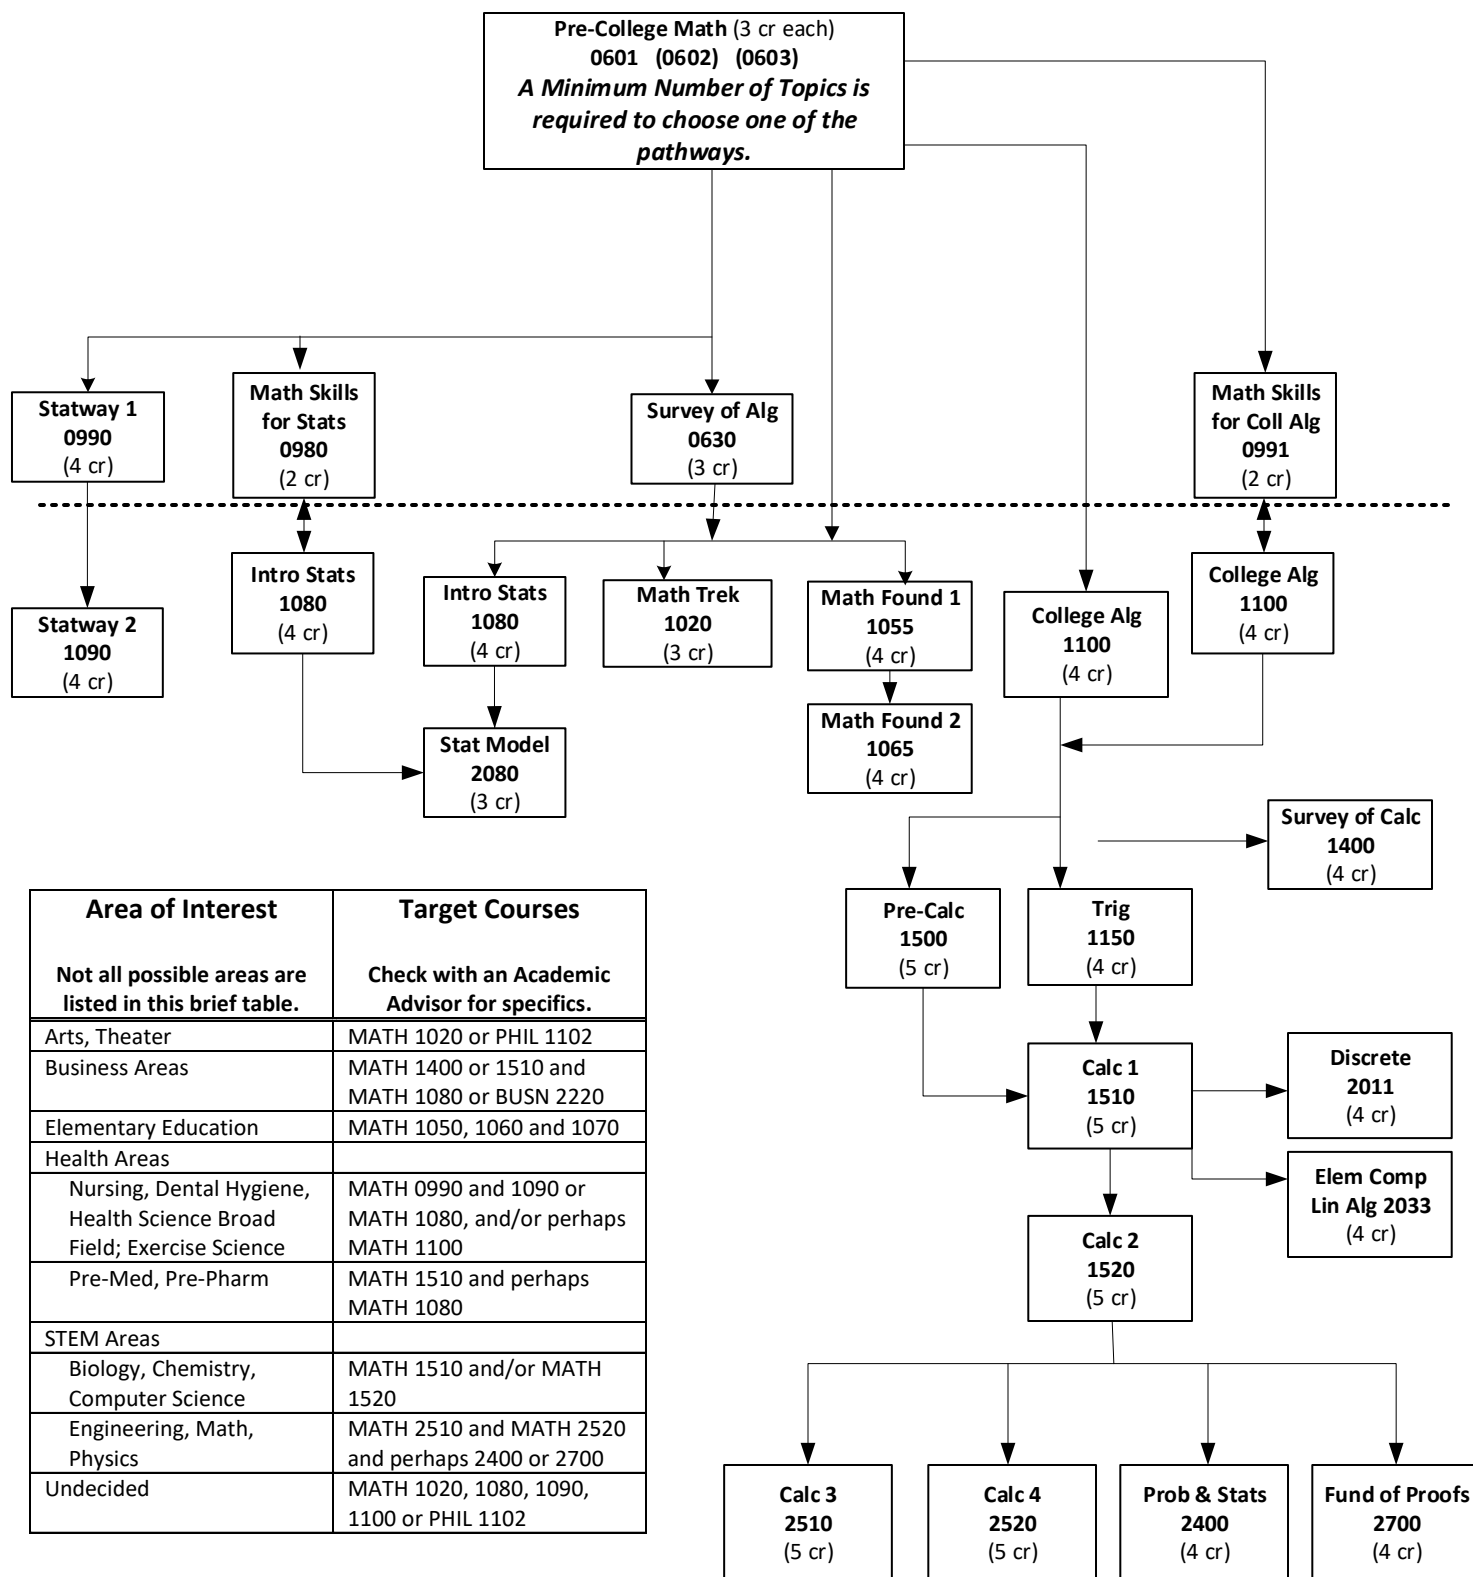 Pre-College Math (3 cr each)
0601 (0602) (0603)
A Minimum Number of Topics is
required to choose one of the
pathways.
Statway 1
0990
(4 cr)
Math Skills
for Stats
0980
(2 cr)
Survey of Alg
0630
(3 cr)
Math Skills
for Coll Alg
0991
(2 cr)
Statway 2
1090
(4 cr)
Intro Stats
1080
(4 cr)
Intro Stats
1080
(4 cr)
Math Trek
1020
(3 cr)
Math Found 1
1055
(4 cr)
College Alg
1100
(4 cr)
College Alg
1100
(4 cr)
Stat Model
2080
(3 cr)
Math Found 2
1065
(4 cr)
Survey of Calc
1400
(4 cr)
Pre-Calc
1500
(5 cr)
Trig
1150
(4 cr)
Calc 1
1510
(5 cr)
Discrete
2011
(4 cr)
Elem Comp
Lin Alg 2033
(4 cr)
Calc 2
1520
(5 cr)
Calc 3
2510
(5 cr)
Calc 4
2520
(5 cr)
Prob & Stats
2400
(4 cr)
Fund of Proofs
2700
(4 cr)
Area of Interest
Not all possible areas are
listed in this brief table.
Target Courses
Check with an Academic
Advisor for specifics.
Arts, Theater
MATH 1020 or PHIL 1102
Business Areas
MATH 1400 or 1510 and
MATH 1080 or BUSN 2220
Elementary Education
MATH 1050, 1060 and 1070
Health Areas
Nursing, Dental Hygiene,
Health Science Broad
Field; Exercise Science
MATH 0990 and 1090 or
MATH 1080, and/or perhaps
MATH 1100
Pre-Med, Pre-Pharm
MATH 1510 and perhaps
MATH 1080
STEM Areas
Biology, Chemistry,
Computer Science
MATH 1510 and/or MATH
1520
Engineering, Math,
Physics
MATH 2510 and MATH 2520
and perhaps 2400 or 2700
Undecided
MATH 1020, 1080, 1090,
1100 or PHIL 1102